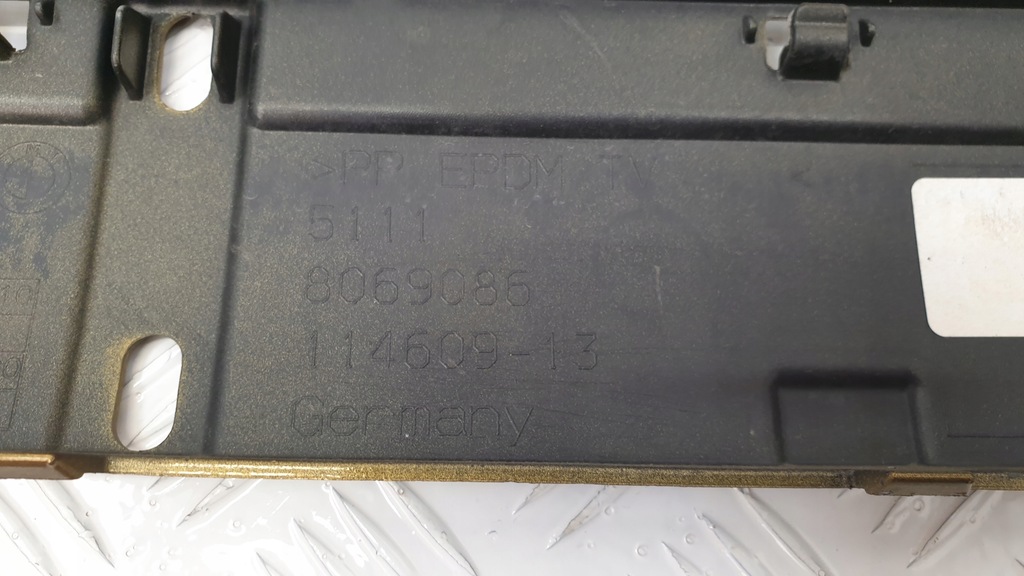 >PP EPDM TV <
5111
8069086
114609-13
Germany